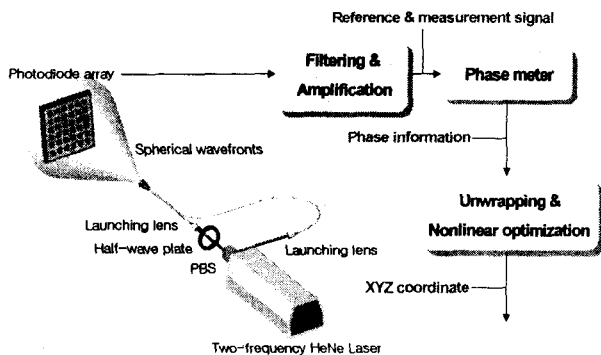 Reference & measurement signal
Photodiode array
Filtering &
Amplification
Phase meter
Spherical wavefronts
Phase information
Launching lens
Half-wave plate
PBS
Launching lens
Unwrapping &
Nonlinear optimization
XYZ coordinate
Two-frequency HeNe Laser